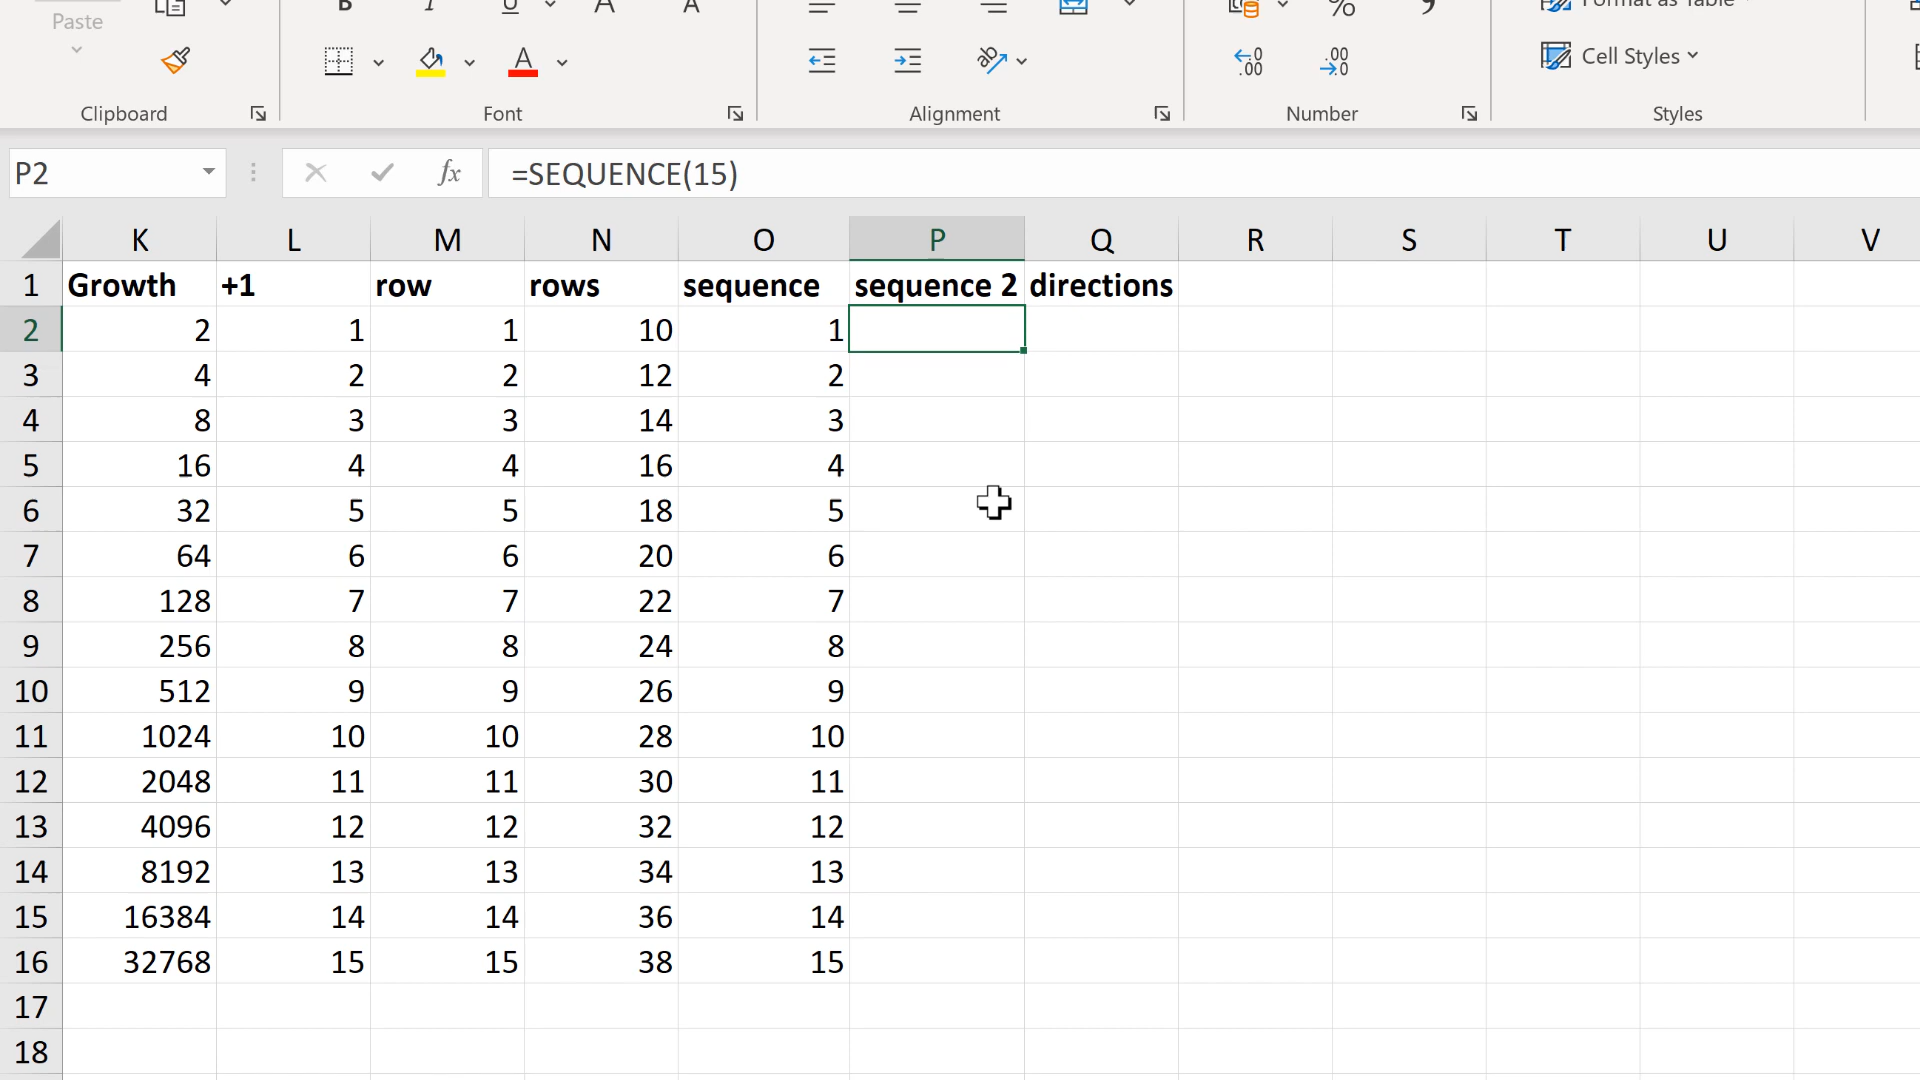 Paste
B I U A A % 9 Format as Table
A ab .00 .00 Cell Styles
Clipboard Font Alignment Number Styles
P2 fx =SEQUENCE(15)
K L M N O P Q R S T U V
1 Growth +1 row rows sequence sequence 2 directions
2 2 1 1 10 1
3 4 2 2 12 2
4 8 3 3 14 3
5 16 4 4 16 4
6 32 5 5 18 5
7 64 6 6 20 6
8 128 7 7 22 7
9 256 8 8 24 8
10 512 9 9 26 9
11 1024 10 10 28 10
12 2048 11 11 30 11
13 4096 12 12 32 12
14 8192 13 13 34 13
15 16384 14 14 36 14
16 32768 15 15 38 15
17
18